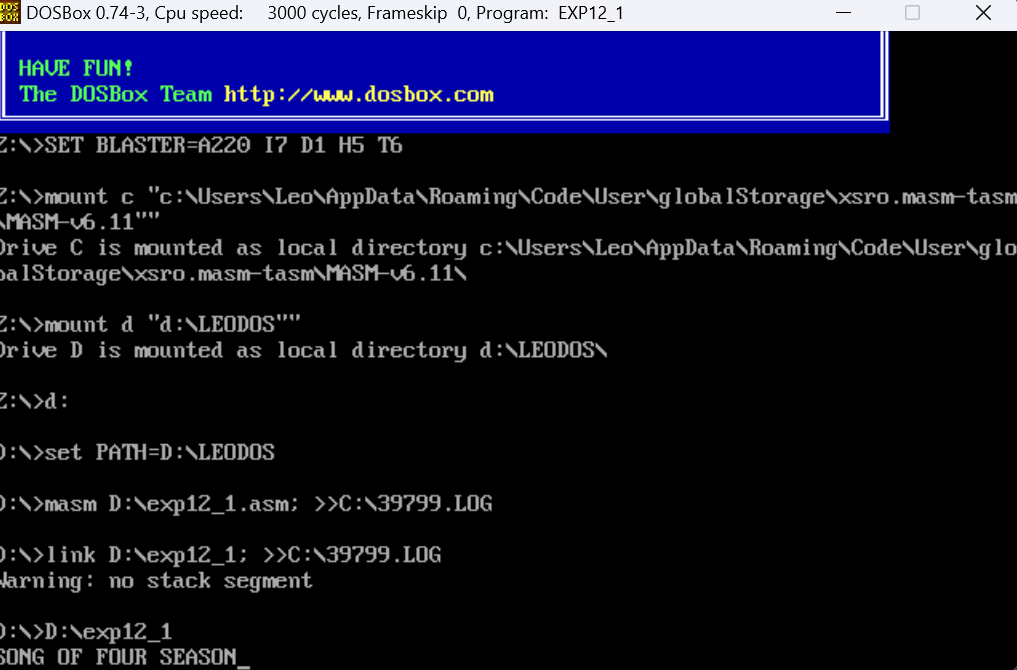 DOS
BOX
DOSBox 0.74-3, Cpu speed: 3000 cycles, Frameskip 0, Program: EXP12_1
HAVE FUN!
The DOSBox Team http://www.dosbox.com
Z:\>SET BLASTER=A220 I7 D1 H5 T6
Z:\>mount c "c:\Users\Leo\AppData\Roaming\Code\User\globalStorage\xsro.masm-tasm
\MASM-v6.11""
Drive C is mounted as local directory c:\Users\Leo\AppData\Roaming\Code\User\glo
balStorage\xsro.masm-tasm\MASM-v6.11\
Z:\>mount d "d:\LEODOS""
Drive D is mounted as local directory d:\LEODOS\
Z:\>d:
D:\>set PATH=D:\LEODOS
D:\>masm D:\exp12_1.asm; >>C:\39799.LOG
D:\>link D:\exp12_1; >>C:\39799.LOG
Warning: no stack segment
D:\>D:\exp12_1
SONG OF FOUR SEASON_